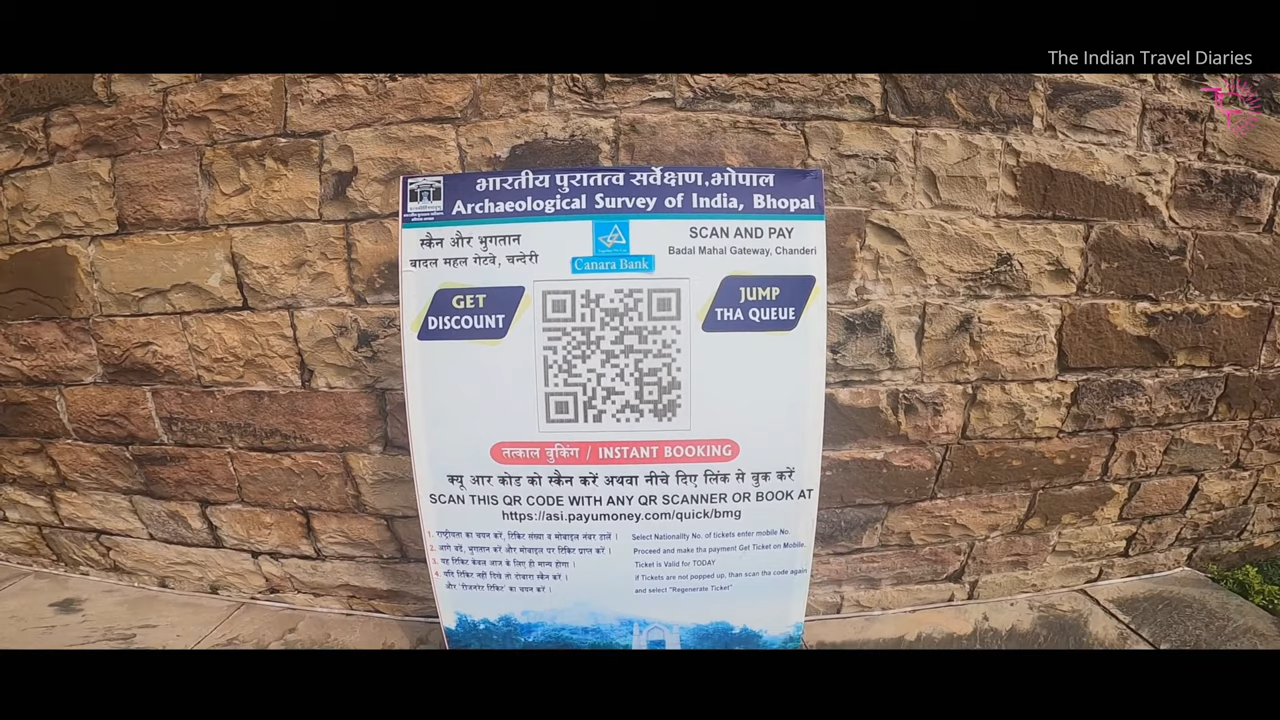 The Indian Travel Diaries
भारतीय पुरातत्व सर्वेक्षण,भोपाल
Archaeological Survey of India, Bhopal
स्कैन और भुगतान
बादल महल गेटवे, चन्देरी
Canara Bank
SCAN AND PAY
Badal Mahal Gateway, Chanderi
GET
DISCOUNT
JUMP
THA QUEUE
तत्काल बुकिंग / INSTANT BOOKING
क्यू आर कोड को स्कैन करें अथवा नीचे दिए लिंक से बुक करें
SCAN THIS QR CODE WITH ANY QR SCANNER OR BOOK AT
https://asi.payumoney.com/quick/bmg
1. राष्ट्रीयता का चयन करें, टिकिट संख्या व मोबाइल नंबर डालें ।
2. आगे बढ़ें, भुगतान करें और मोबाइल पर टिकिट प्राप्त करें ।
3. यह टिकिट केवल आज के लिए ही मान्य होगा ।
4. यदि टिकिट नहीं दिखे तो दोबारा स्कैन करें ।
और "रीजनरेट टिकिट" का चयन करें ।
Select Nationality No. of tickets enter mobile No.
Proceed and make tha payment Get Ticket on Mobile.
Ticket is Valid for TODAY
if Tickets are not popped up, than scan tha code again
and select "Regenerate Ticket"